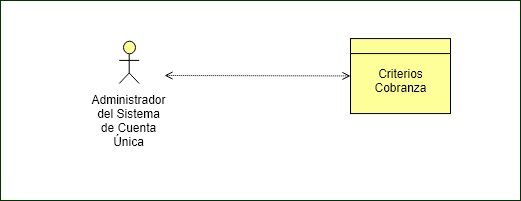 Administrador
del Sistema
de Cuenta
Única
Criterios
Cobranza